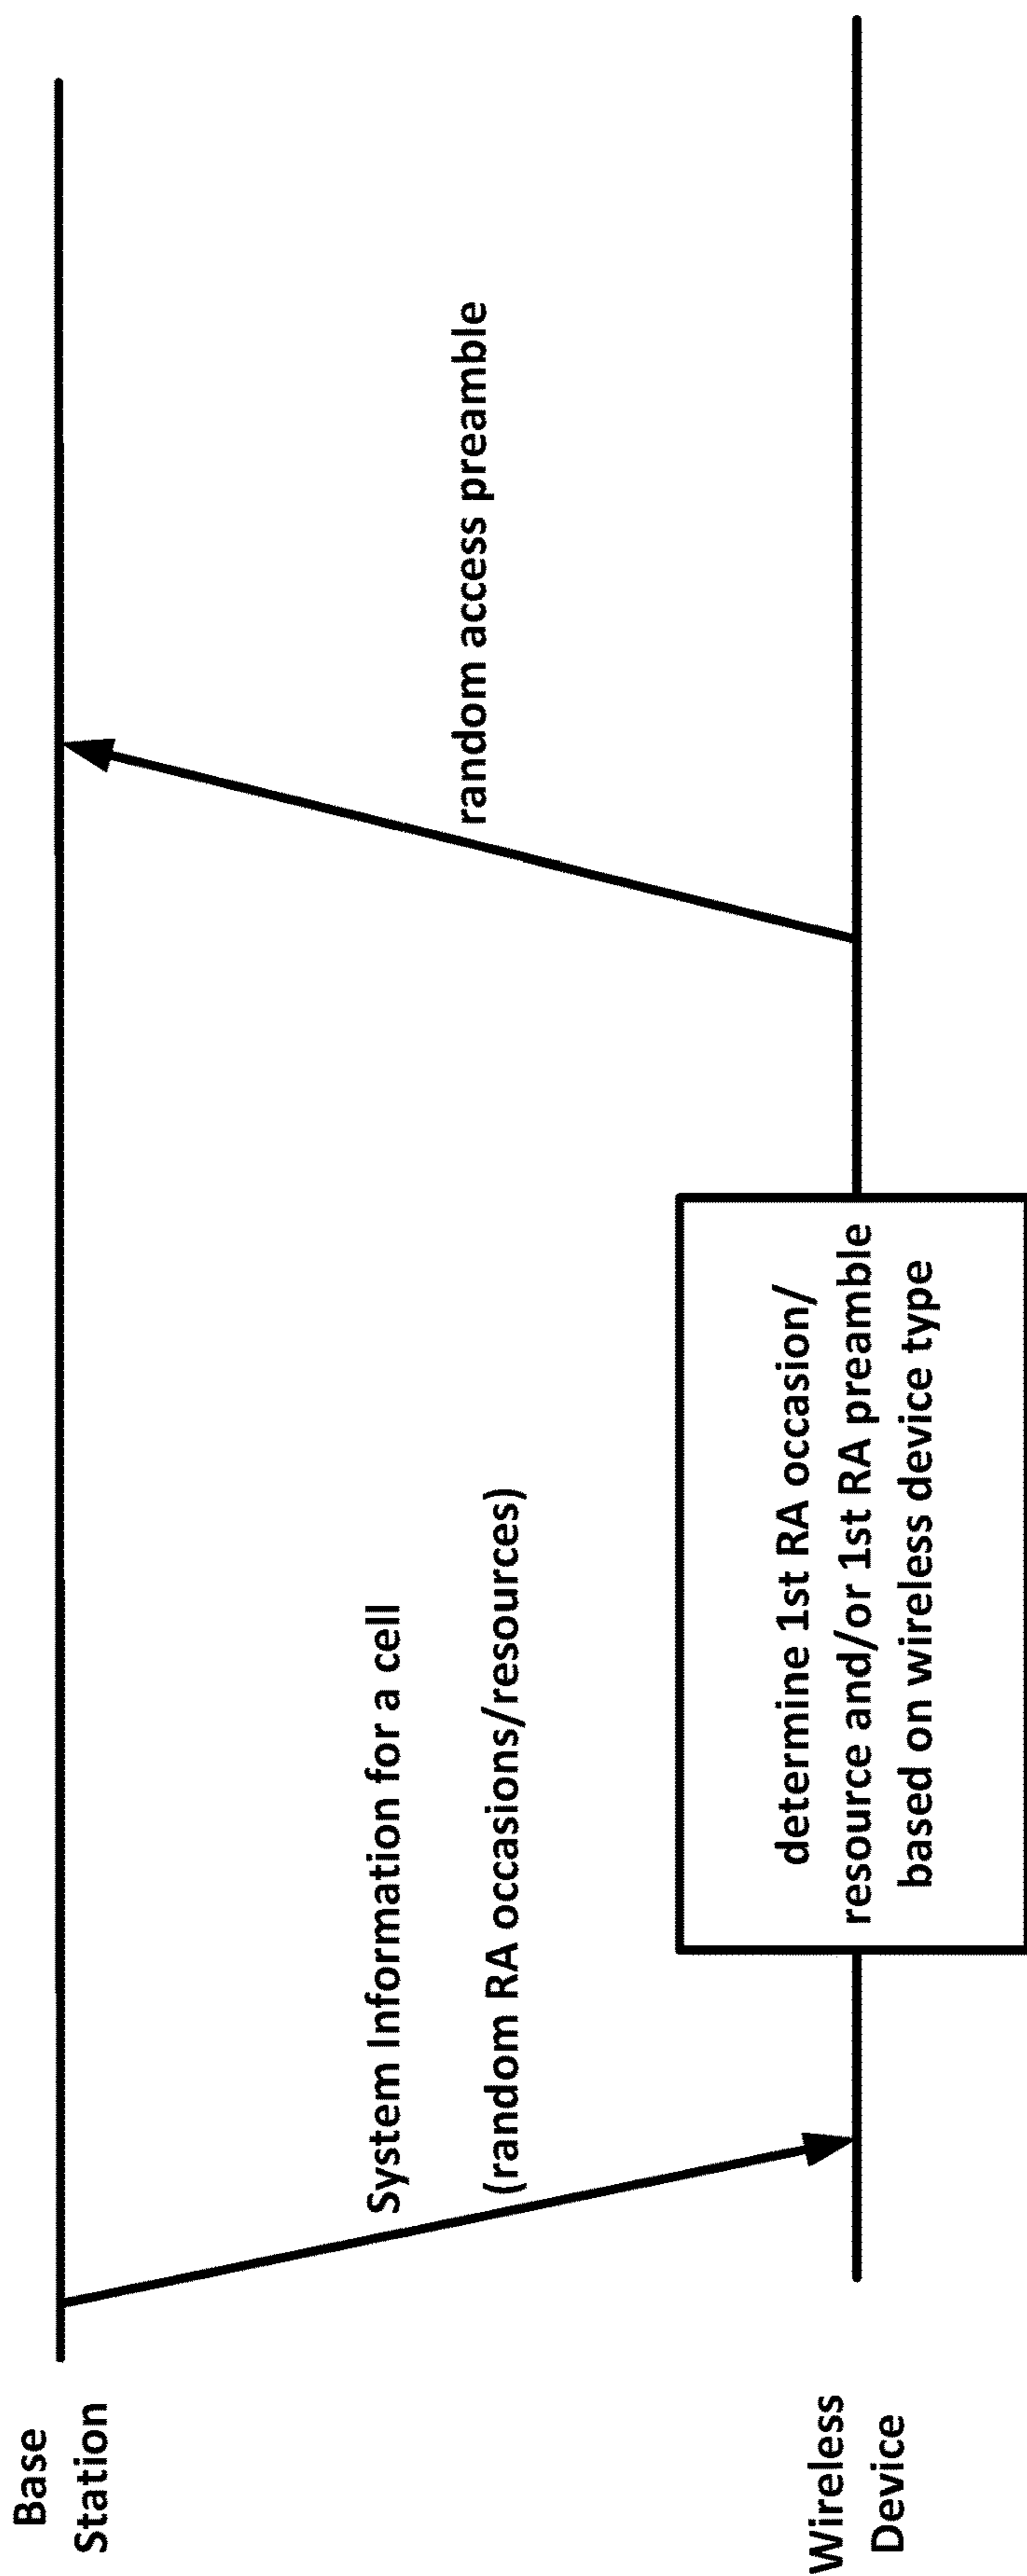 Base
Station
System Information for a cell
(random RA occasions/resources)
random access preamble
determine 1st RA occasion/
resource and/or 1st RA preamble
based on wireless device type
Wireless
Device